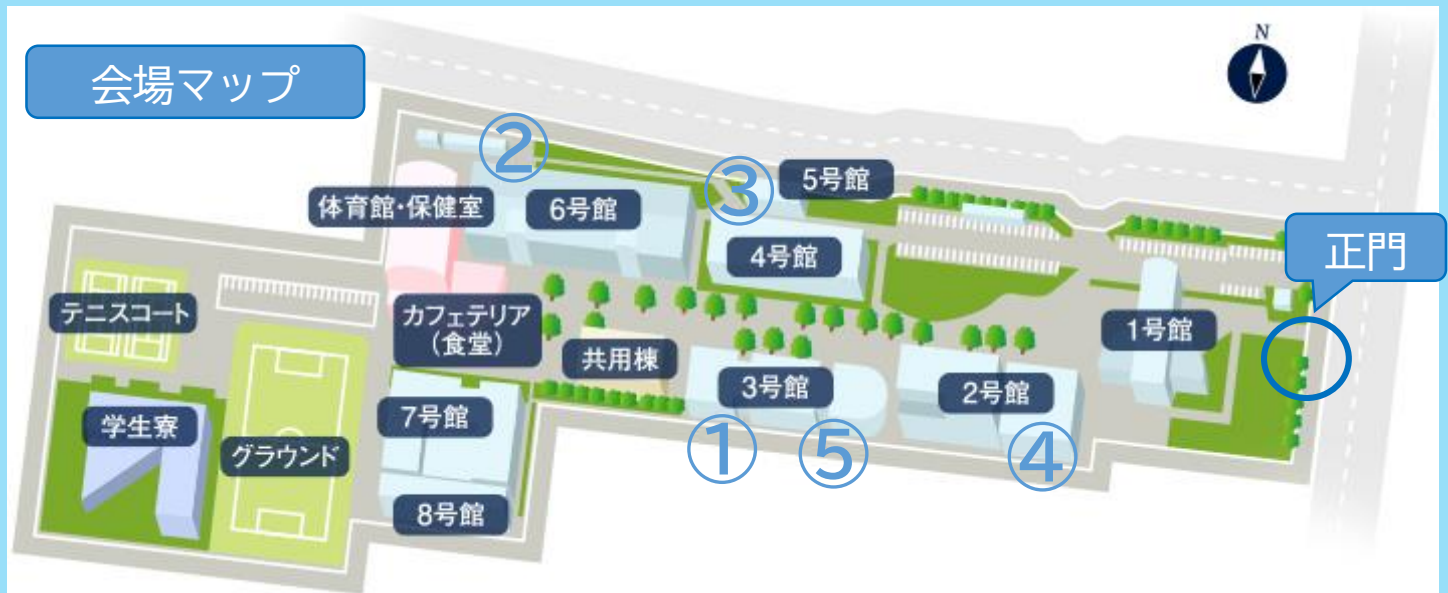 会場マップ
N
②
③
5号館
体育館・保健室
6号館
4号館
正門
テニスコート
カフェテリア
(食堂)
1号館
共用棟
3号館
2号館
7号館
学生寮
グラウンド
①
⑤
④
8号館